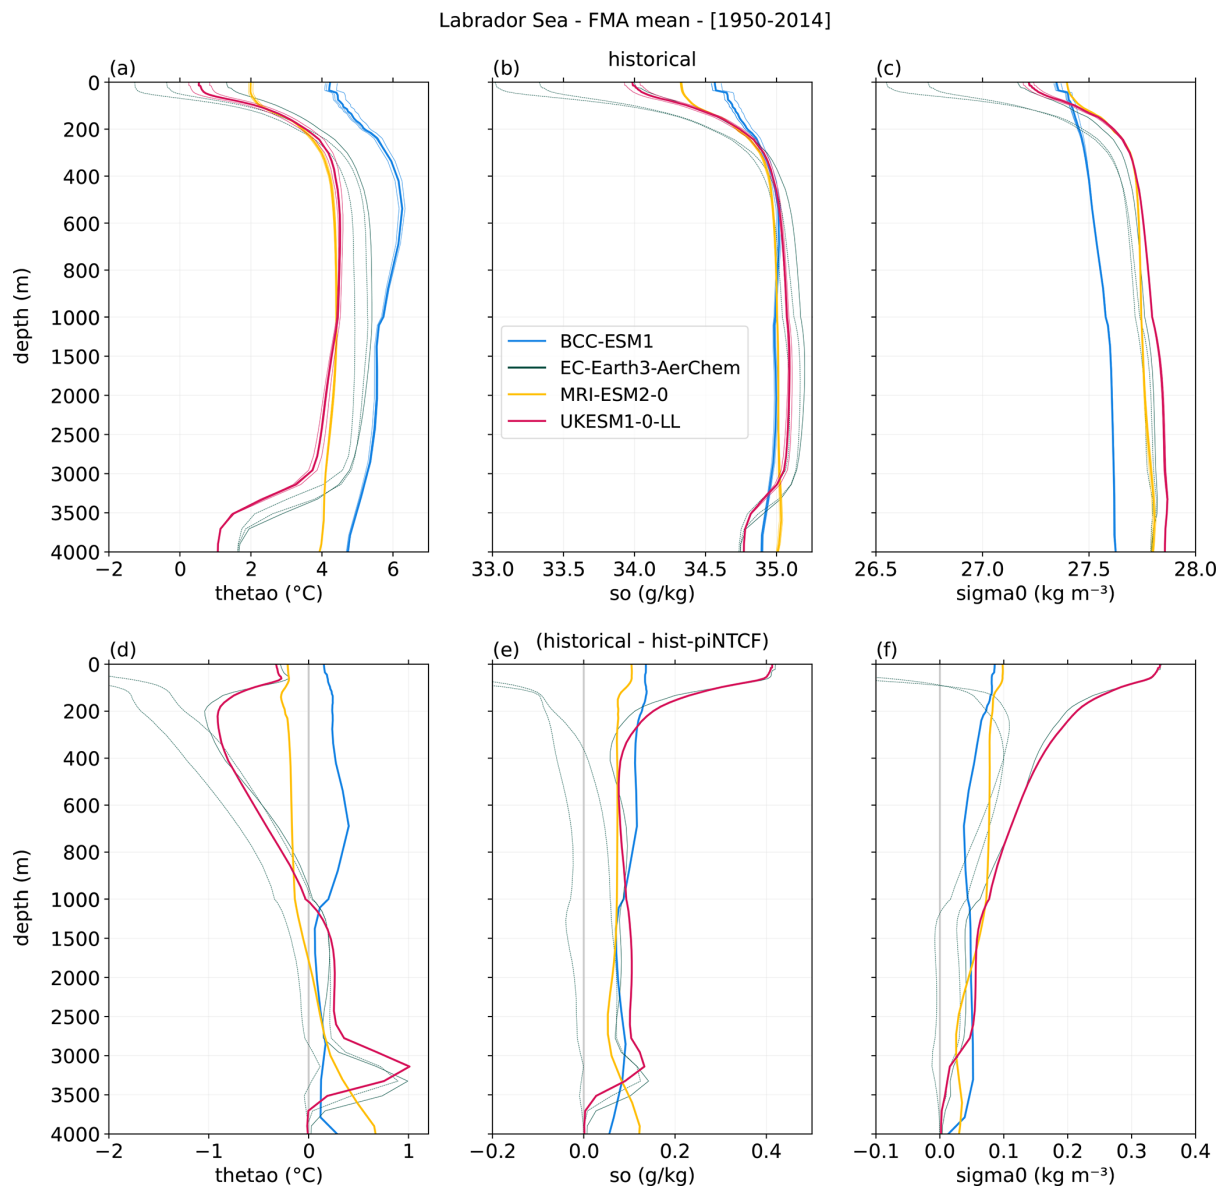 Labrador Sea - FMA mean - [1950-2014]
historical
(a)
(b)
(c)
0
200
400
600
800
1000
1500
2000
2500
3000
3500
4000
depth (m)
−2 0 2 4 6
thetao (°C)
BCC-ESM1
EC-Earth3-AerChem
MRI-ESM2-0
UKESM1-0-LL
33.0 33.5 34.0 34.5 35.0
so (g/kg)
26.5 27.0 27.5 28.0
sigma0 (kg m⁻³)
(historical - hist-piNTCF)
(d)
(e)
(f)
0
200
400
600
800
1000
1500
2000
2500
3000
3500
4000
depth (m)
−2 −1 0 1
thetao (°C)
−0.2 0.0 0.2 0.4
so (g/kg)
−0.1 0.0 0.1 0.2 0.3 0.4
sigma0 (kg m⁻³)